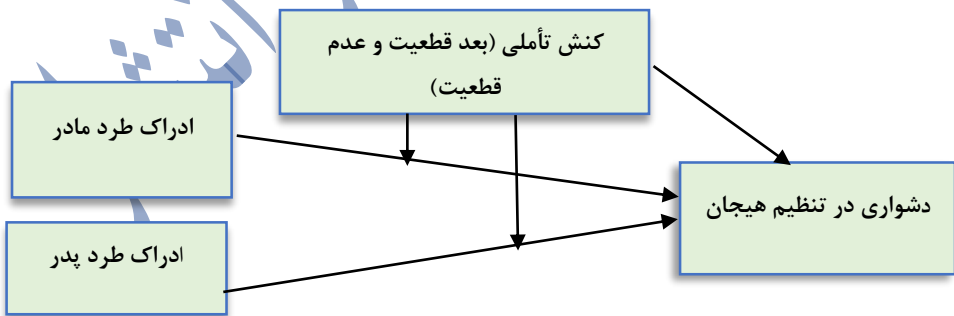 کنش تأملی (بعد قطعیت و عدم
قطعیت)
ادراک طرد مادر
دشواری در تنظیم هیجان
ادراک طرد پدر